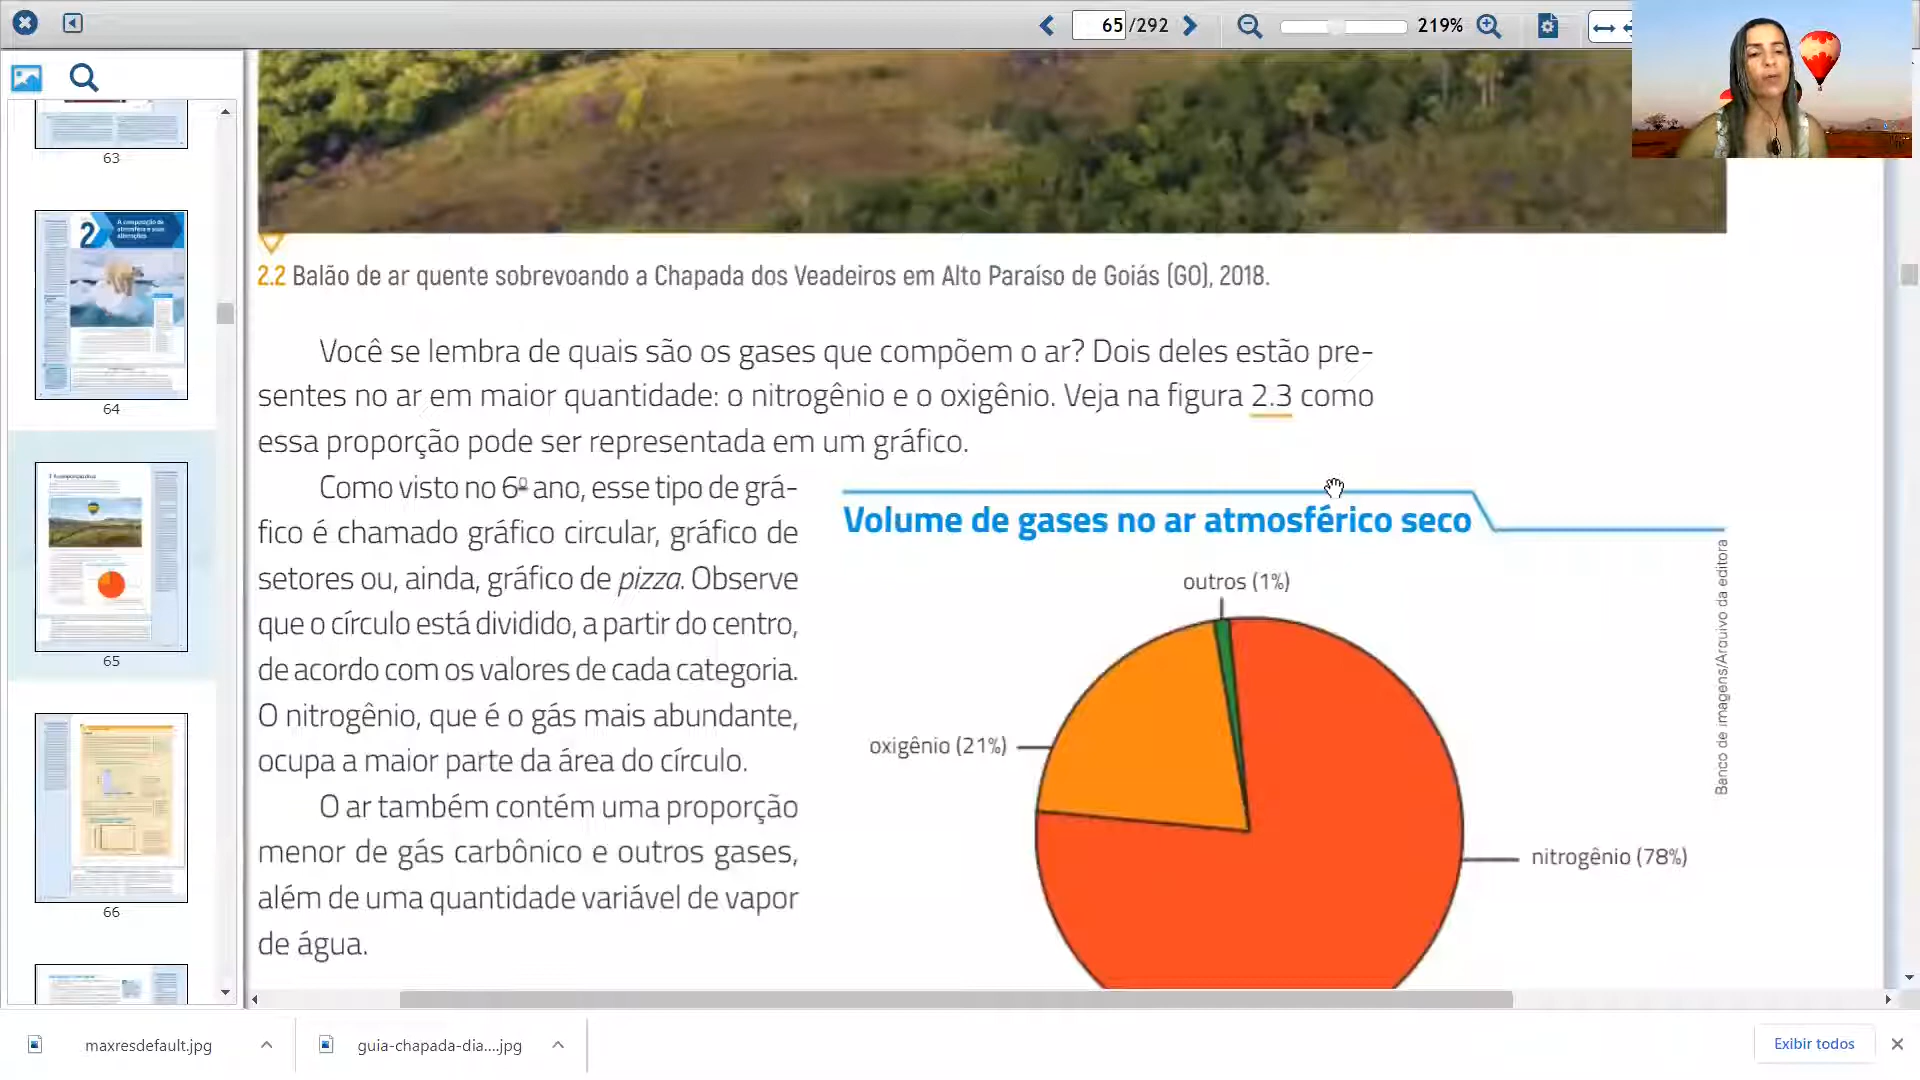 65 /292
219%
63
2
A composição da
atmosfera e suas
alterações
64
65
66
2.2 Balão de ar quente sobrevoando a Chapada dos Veadeiros em Alto Paraíso de Goiás (GO), 2018.
Você se lembra de quais são os gases que compõem o ar? Dois deles estão pre-
sentes no ar em maior quantidade: o nitrogênio e o oxigênio. Veja na figura 2.3 como
essa proporção pode ser representada em um gráfico.
Como visto no 6º ano, esse tipo de grá-
fico é chamado gráfico circular, gráfico de
setores ou, ainda, gráfico de pizza. Observe
que o círculo está dividido, a partir do centro,
de acordo com os valores de cada categoria.
O nitrogênio, que é o gás mais abundante,
ocupa a maior parte da área do círculo.
O ar também contém uma proporção
menor de gás carbônico e outros gases,
além de uma quantidade variável de vapor
de água.
Volume de gases no ar atmosférico seco
outros (1%)
oxigênio (21%)
nitrogênio (78%)
Banco de imagens/Arquivo da editora
maxresdefault.jpg
guia-chapada-dia....jpg
Exibir todos